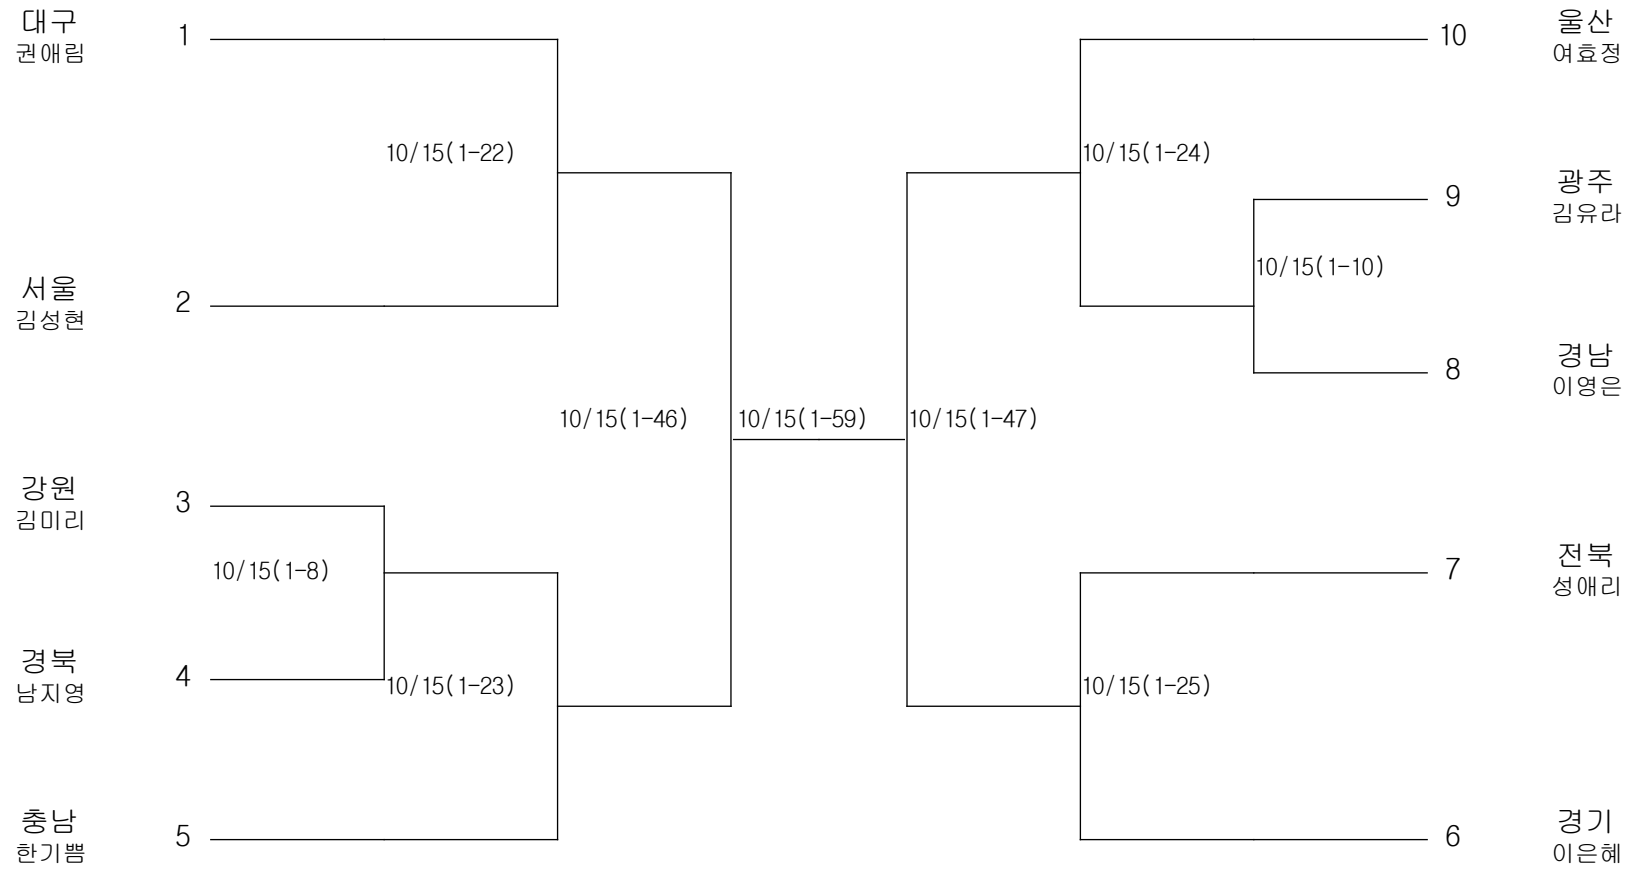 대구
권애림
1
10
울산
여효정
10/15(1-22)
10/15(1-24)
9
광주
김유라
10/15(1-10)
서울
김성현
2
8
경남
이영은
10/15(1-46)
10/15(1-59)
10/15(1-47)
강원
김미리
3
10/15(1-8)
7
전북
성애리
경북
남지영
4
10/15(1-23)
10/15(1-25)
충남
한기쁨
5
6
경기
이은혜